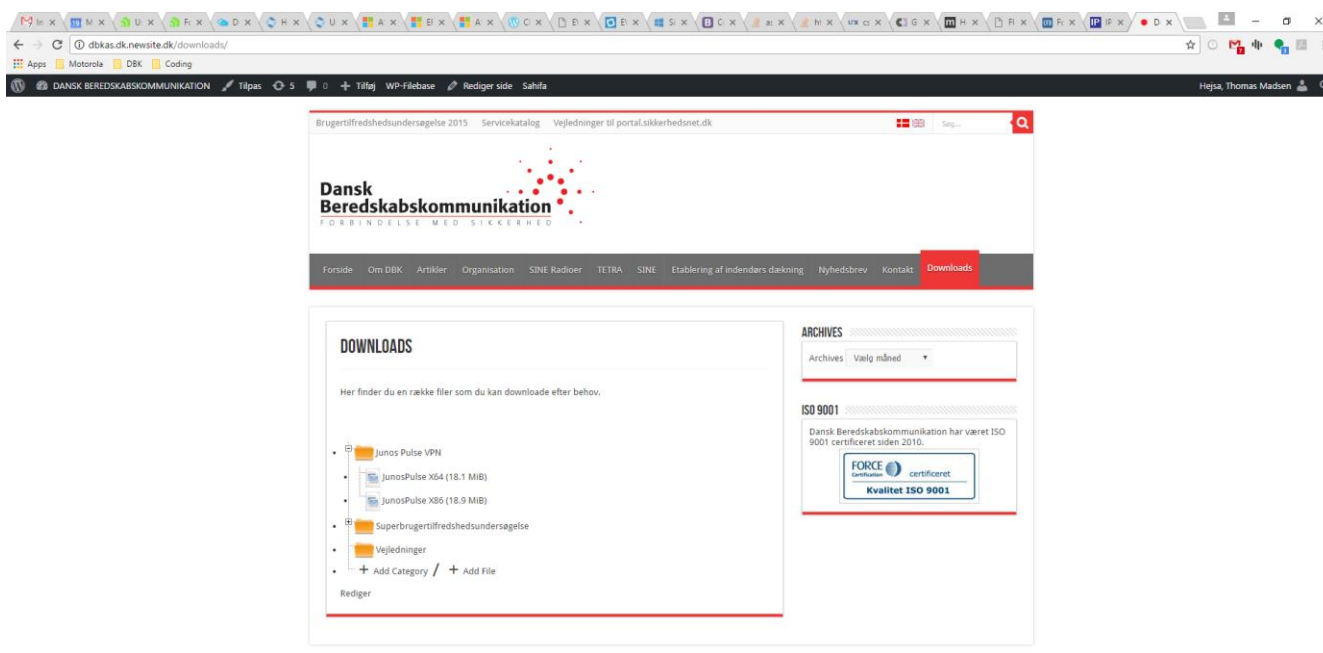 dbkas.dk.newsite.dk/downloads/
Apps Motorola DBK Coding
DANSK BEREDSKABSKOMMUNIKATION Tilpas 5 0 Tilføj WP-Filebase Rediger side Sahifa Hejsa, Thomas Madsen
Brugertilfredshedsundersøgelse 2015 Servicekatalog Vejledninger til portal.sikkerhedsnet.dk Søg...
Dansk
Beredskabskommunikation
FORBINDELSE MED SIKKERHED
Forside Om DBK Artikler Organisation SINE Radioer TETRA SINE Etablering af indendørs dækning Nyhedsbrev Kontakt Downloads
DOWNLOADS
Her finder du en række filer som du kan downloade efter behov.
Junos Pulse VPN
JunosPulse X64 (18.1 MiB)
JunosPulse X86 (18.9 MiB)
Superbrugertilfredshedsundersøgelse
Vejledninger
+ Add Category / + Add File
Rediger
ARCHIVES
Archives Vælg måned
ISO 9001
Dansk Beredskabskommunikation har været ISO
9001 certificeret siden 2010.
FORCE
Certification certificeret
Kvalitet ISO 9001